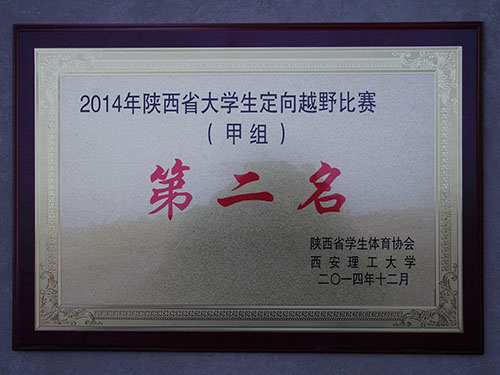 2014年陕西省大学生定向越野比赛
（甲组）
第二名
陕西省学生体育协会
西安理工大学
二〇一四年十二月